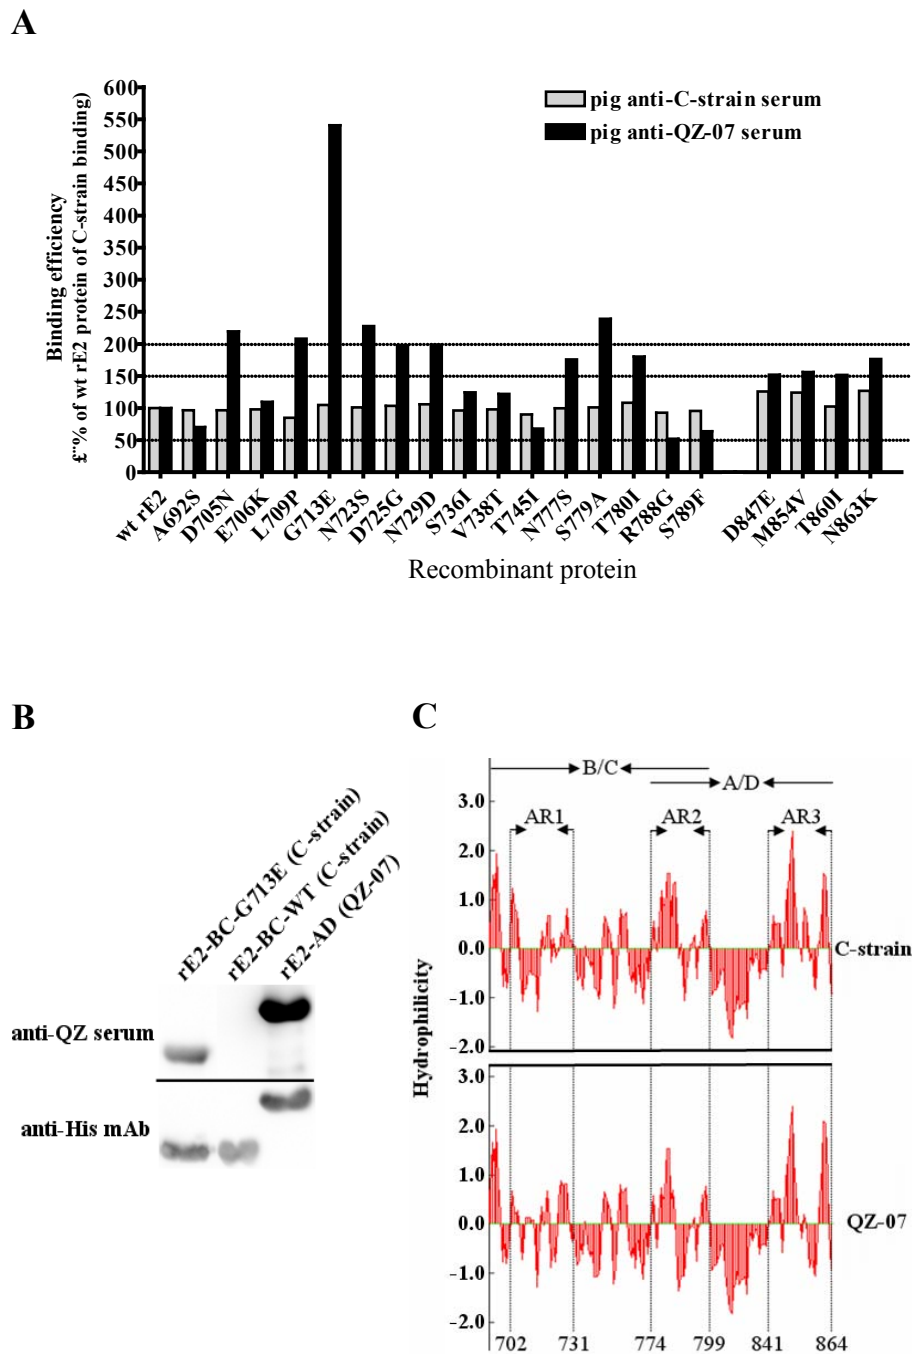 A
600
550
500
450
400
350
300
250
200
150
100
50
0
Binding efficiency
£¨% of wt rE2 protein of C-strain binding)
pig anti-C-strain serum
pig anti-QZ-07 serum
wt rE2
A692S
D705N
E706K
L709P
G713E
N723S
D725G
N729D
S736I
V738T
T745I
N777S
S779A
T780I
R788G
S789F
D847E
M854V
T860I
N863K
Recombinant protein
B
rE2-BC-G713E (C-strain)
rE2-BC-WT (C-strain)
rE2-AD (QZ-07)
anti-QZ serum
anti-His mAb
C
B/C
A/D
AR1
AR2
AR3
3.0
2.0
1.0
0.0
-1.0
-2.0
C-strain
Hydrophilicity
3.0
2.0
1.0
0.0
-1.0
-2.0
QZ-07
702 731 774 799 841 864